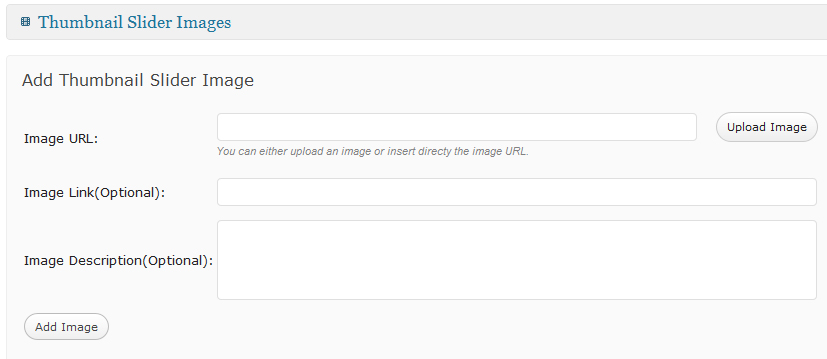 Thumbnail Slider Images
Add Thumbnail Slider Image
Image URL:
Upload Image
You can either upload an image or insert directy the image URL.
Image Link(Optional):
Image Description(Optional):
Add Image